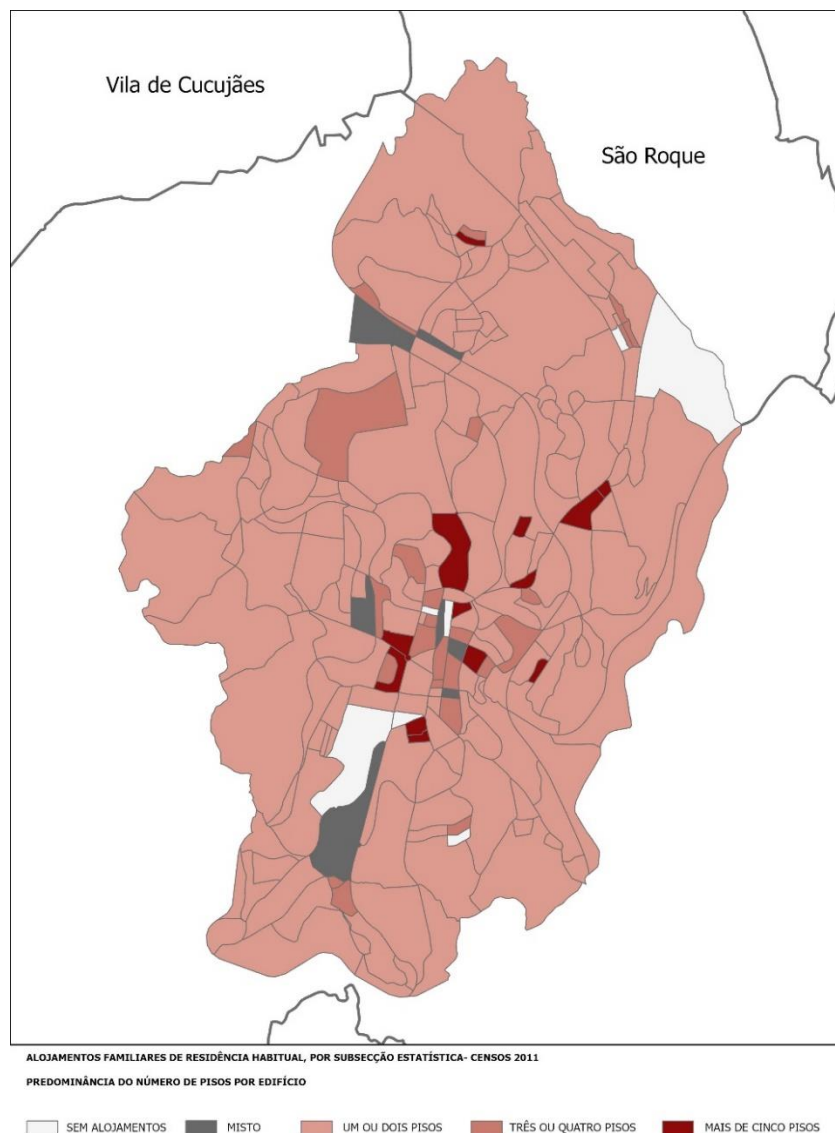 Vila de Cucujães
São Roque
ALOJAMENTOS FAMILIARES DE RESIDÊNCIA HABITUAL, POR SUBSECÇÃO ESTATÍSTICA- CENSOS 2011
PREDOMINÂNCIA DO NÚMERO DE PISOS POR EDIFÍCIO
SEM ALOJAMENTOS MISTO UM OU DOIS PISOS TRÊS OU QUATRO PISOS MAIS DE CINCO PISOS